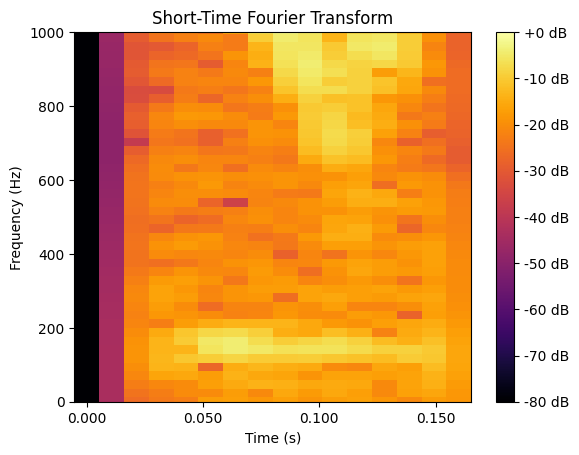 Short-Time Fourier Transform
1000
800
600
400
200
0
Frequency (Hz)
0.000
0.050
0.100
0.150
Time (s)
+0 dB
-10 dB
-20 dB
-30 dB
-40 dB
-50 dB
-60 dB
-70 dB
-80 dB